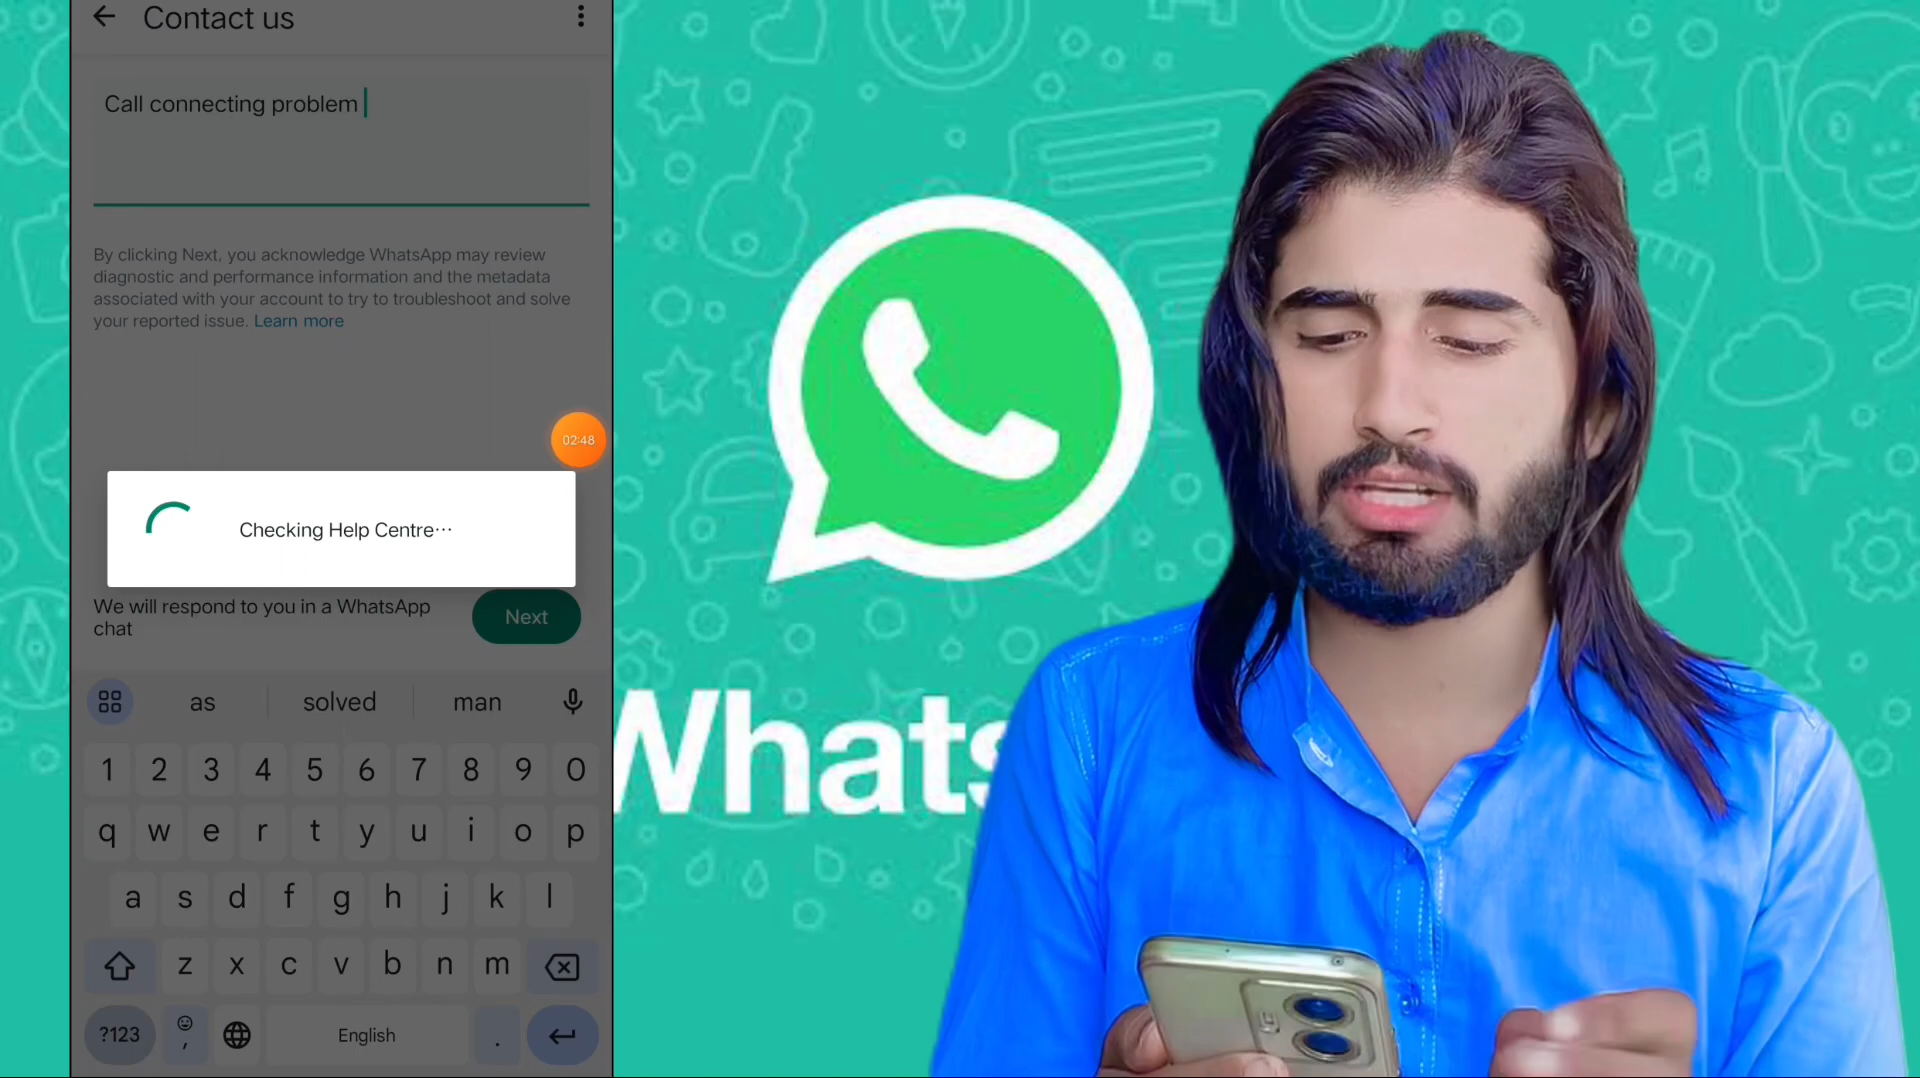 Contact us
Call connecting problem
By clicking Next, you acknowledge WhatsApp may review
diagnostic and performance information and the metadata
associated with your account to try to troubleshoot and solve
your reported issue. Learn more
02:48
Checking Help Centre...
We will respond to you in a WhatsApp
chat
Next
as solved man
1 2 3 4 5 6 7 8 9 0
q w e r t y u i o p
a s d f g h j k l
z x c v b n m
?123 , English .
Whats